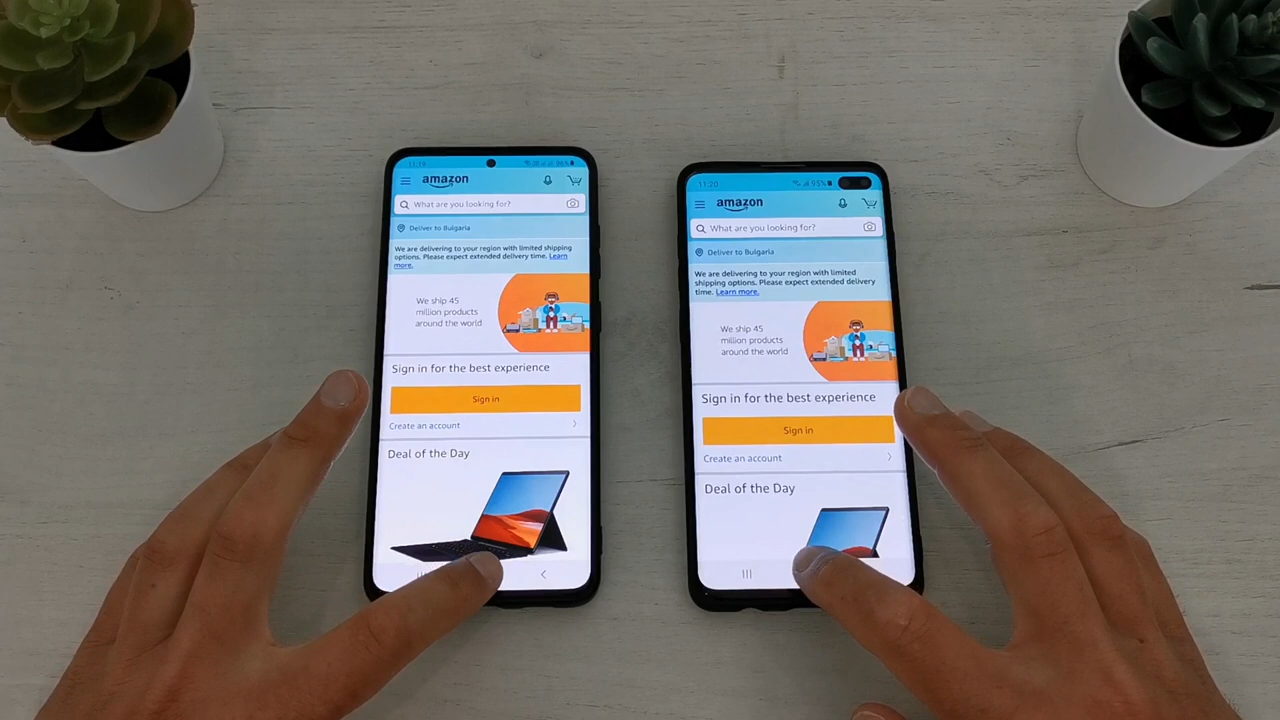 11:19
amazon
What are you looking for?
Deliver to Bulgaria
We are delivering to your region with limited shipping
options. Please expect extended delivery time. Learn
more.
We ship 45
million products
around the world
Sign in for the best experience
Sign in
Create an account
Deal of the Day
11:20
95%
amazon
What are you looking for?
Deliver to Bulgaria
We are delivering to your region with limited
shipping options. Please expect extended delivery
time. Learn more.
We ship 45
million products
around the world
Sign in for the best experience
Sign in
Create an account
Deal of the Day